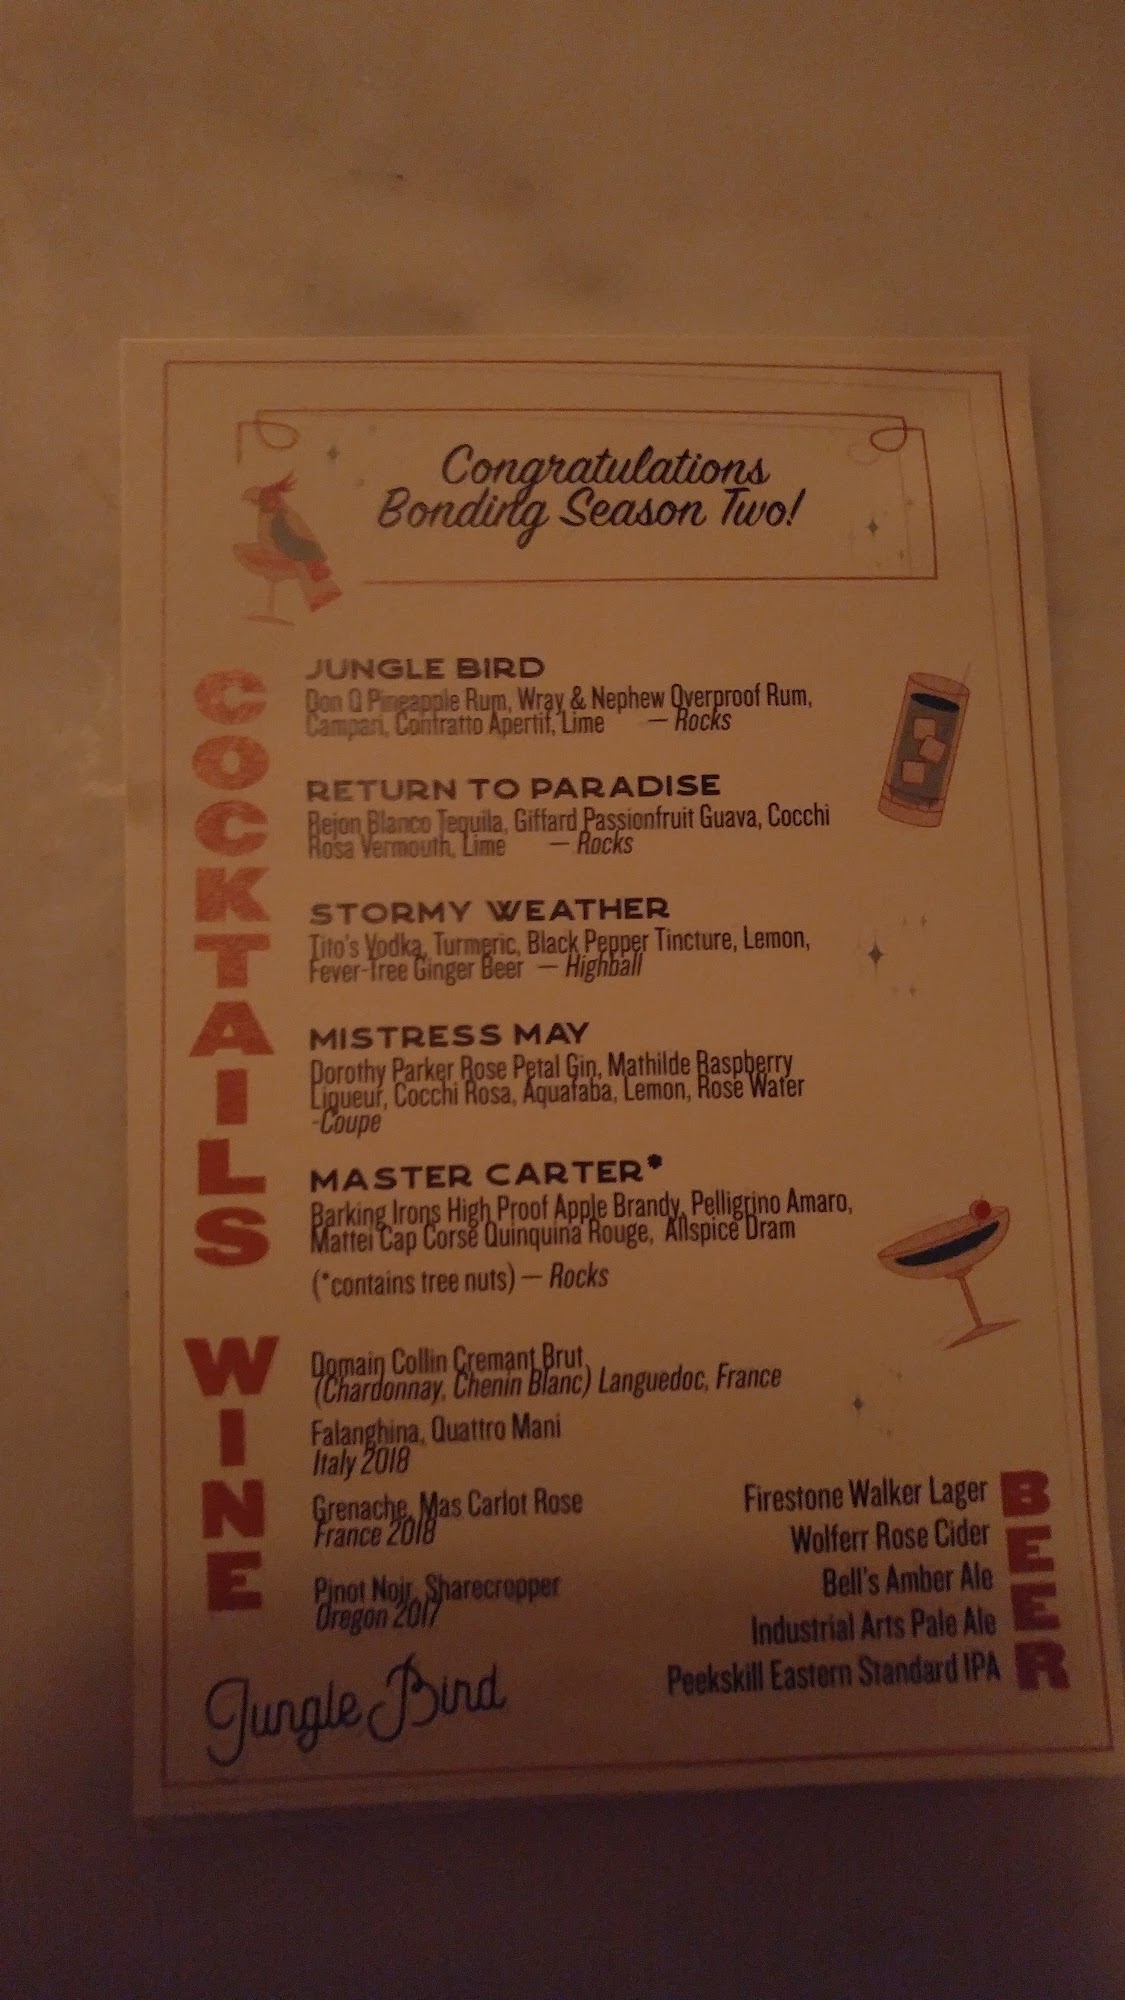 Congratulations
Bonding Season Two!
COCKTAILS
JUNGLE BIRD
Don Q Pineapple Rum, Wray & Nephew Overproof Rum,
Campari, Contratto Apertif, Lime — Rocks
RETURN TO PARADISE
Rejon Blanco Tequila, Giffard Passionfruit Guava, Cocchi
Rosa Vermouth, Lime — Rocks
STORMY WEATHER
Tito's Vodka, Turmeric, Black Pepper Tincture, Lemon,
Fever-Tree Ginger Beer — Highball
MISTRESS MAY
Dorothy Parker Rose Petal Gin, Mathilde Raspberry
Liqueur, Cocchi Rosa, Aquafaba, Lemon, Rose Water
-Coupe
MASTER CARTER*
Barking Irons High Proof Apple Brandy, Pelligrino Amaro,
Mattei Cap Corse Quinquina Rouge, Allspice Dram
(*contains tree nuts) — Rocks
WINE
Domain Collin Cremant Brut
(Chardonnay, Chenin Blanc) Languedoc, France
Falanghina, Quattro Mani
Italy 2018
Grenache, Mas Carlot Rose
France 2018
Pinot Noir, Sharecropper
Oregon 2017
BEER
Firestone Walker Lager
Wolferr Rose Cider
Bell's Amber Ale
Industrial Arts Pale Ale
Peekskill Eastern Standard IPA
Jungle Bird